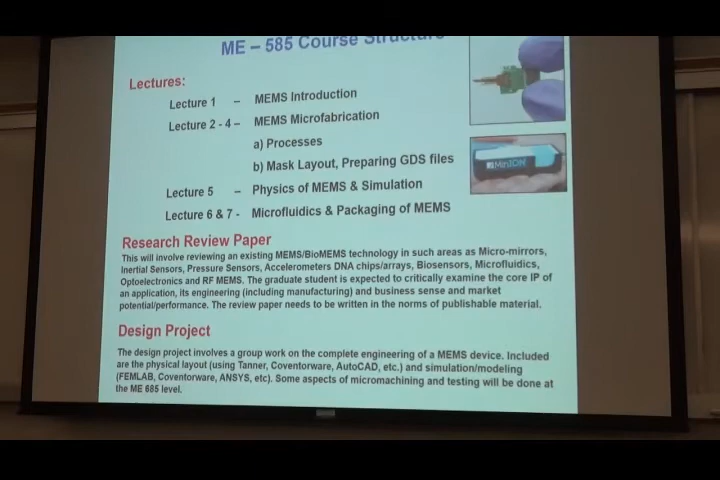 ME – 585 Course Structure
Lectures:
Lecture 1 – MEMS Introduction
Lecture 2 - 4 – MEMS Microfabrication
a) Processes
b) Mask Layout, Preparing GDS files
Lecture 5 – Physics of MEMS & Simulation
Lecture 6 & 7 - Microfluidics & Packaging of MEMS
MinION
Research Review Paper
This will involve reviewing an existing MEMS/BioMEMS technology in such areas as Micro-mirrors,
Inertial Sensors, Pressure Sensors, Accelerometers DNA chips/arrays, Biosensors, Microfluidics,
Optoelectronics and RF MEMS. The graduate student is expected to critically examine the core IP of
an application, its engineering (including manufacturing) and business sense and market
potential/performance. The review paper needs to be written in the norms of publishable material.
Design Project
The design project involves a group work on the complete engineering of a MEMS device. Included
are the physical layout (using Tanner, Coventorware, AutoCAD, etc.) and simulation/modeling
(FEMLAB, Coventorware, ANSYS, etc). Some aspects of micromachining and testing will be done at
the ME 685 level.